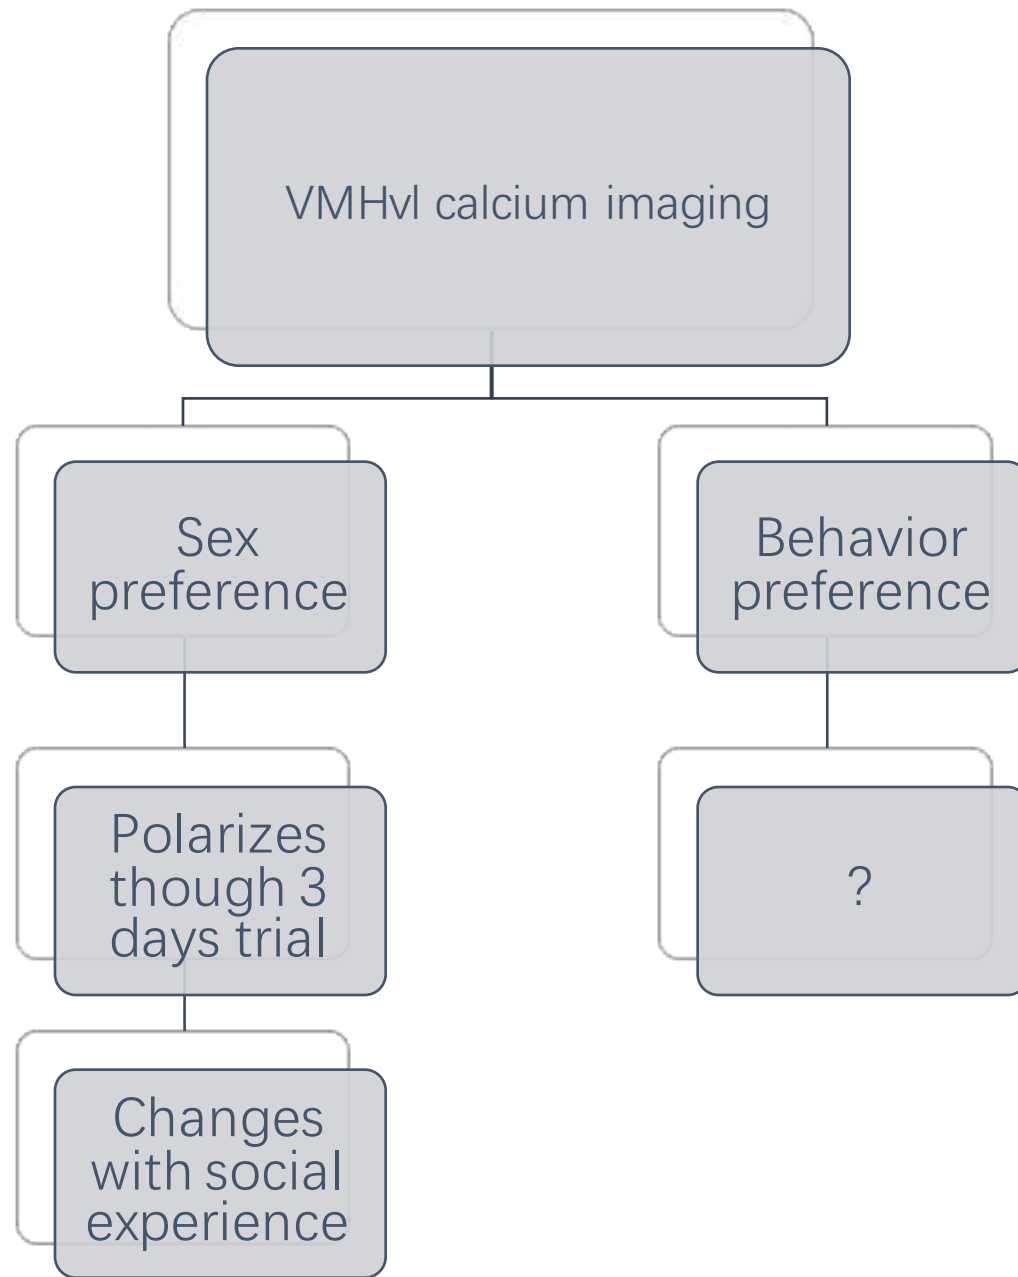 VMHvl calcium imaging
Sex
preference
Behavior
preference
Polarizes
though 3
days trial
?
Changes
with social
experience